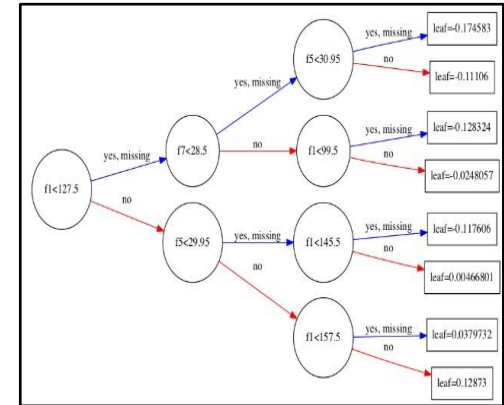 leaf=-0.174583
yes, missing
f5<30.95
no
leaf=-0.11106
yes, missing
leaf=-0.128324
yes, missing
f7<28.5
no
f1<99.5
no
yes, missing
leaf=-0.0248057
f1<127.5
no
leaf=-0.117606
yes, missing
f5<29.95
yes, missing
f1<145.5
no
no
leaf=0.00466801
yes, missing
leaf=0.0379732
f1<157.5
no
leaf=0.12873